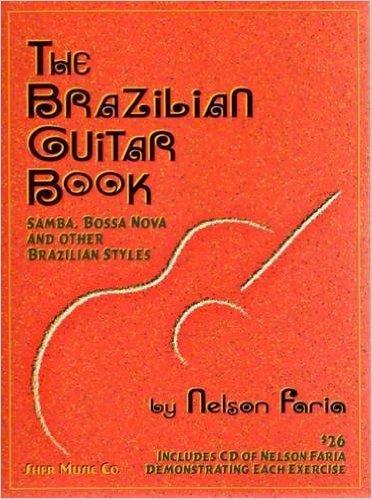 THE
BRAZILIAN
GUITAR
BOOK
SAMBA, BOSSA NOVA
AND OTHER
BRAZILIAN STYLES
by Nelson Faria
$26
INCLUDES CD OF NELSON FARIA
SHER MUSIC CO. DEMONSTRATING EACH EXERCISE